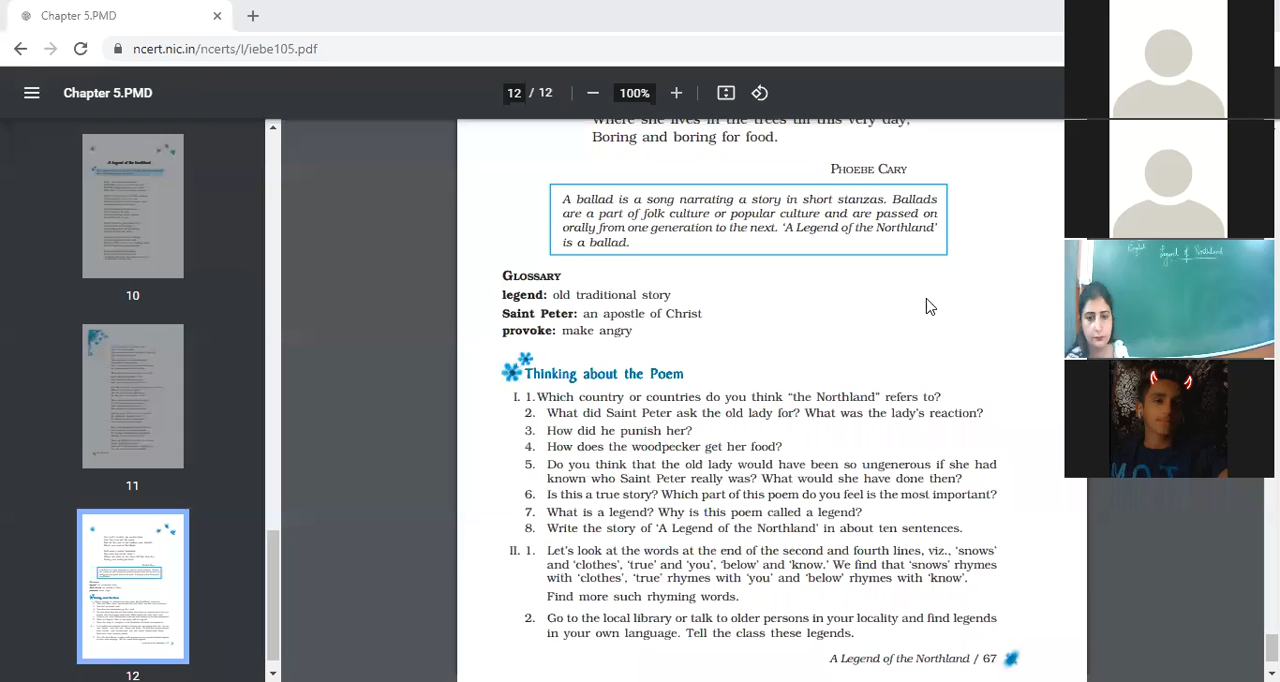 Chapter 5.PMD
ncert.nic.in/ncerts/l/iebe105.pdf
Chapter 5.PMD
12 / 12
100%
10
11
12
Where she lives in the trees till this very day,
Boring and boring for food.
PHOEBE CARY
A ballad is a song narrating a story in short stanzas. Ballads
are a part of folk culture or popular culture and are passed on
orally from one generation to the next. ‘A Legend of the Northland’
is a ballad.
GLOSSARY
legend: old traditional story
Saint Peter: an apostle of Christ
provoke: make angry
Thinking about the Poem
I. 1. Which country or countries do you think “the Northland” refers to?
2. What did Saint Peter ask the old lady for? What was the lady’s reaction?
3. How did he punish her?
4. How does the woodpecker get her food?
5. Do you think that the old lady would have been so ungenerous if she had
known who Saint Peter really was? What would she have done then?
6. Is this a true story? Which part of this poem do you feel is the most important?
7. What is a legend? Why is this poem called a legend?
8. Write the story of ‘A Legend of the Northland’ in about ten sentences.
II. 1. Let’s look at the words at the end of the second and fourth lines, viz., ‘snows’
and ‘clothes’, ‘true’ and ‘you’, ‘below’ and ‘know’. We find that ‘snows’ rhymes
with ‘clothes’, ‘true’ rhymes with ‘you’ and ‘below’ rhymes with ‘know’.
Find more such rhyming words.
2. Go to the local library or talk to older persons in your locality and find legends
in your own language. Tell the class these legends.
A Legend of the Northland / 67
English
Legend of Northland